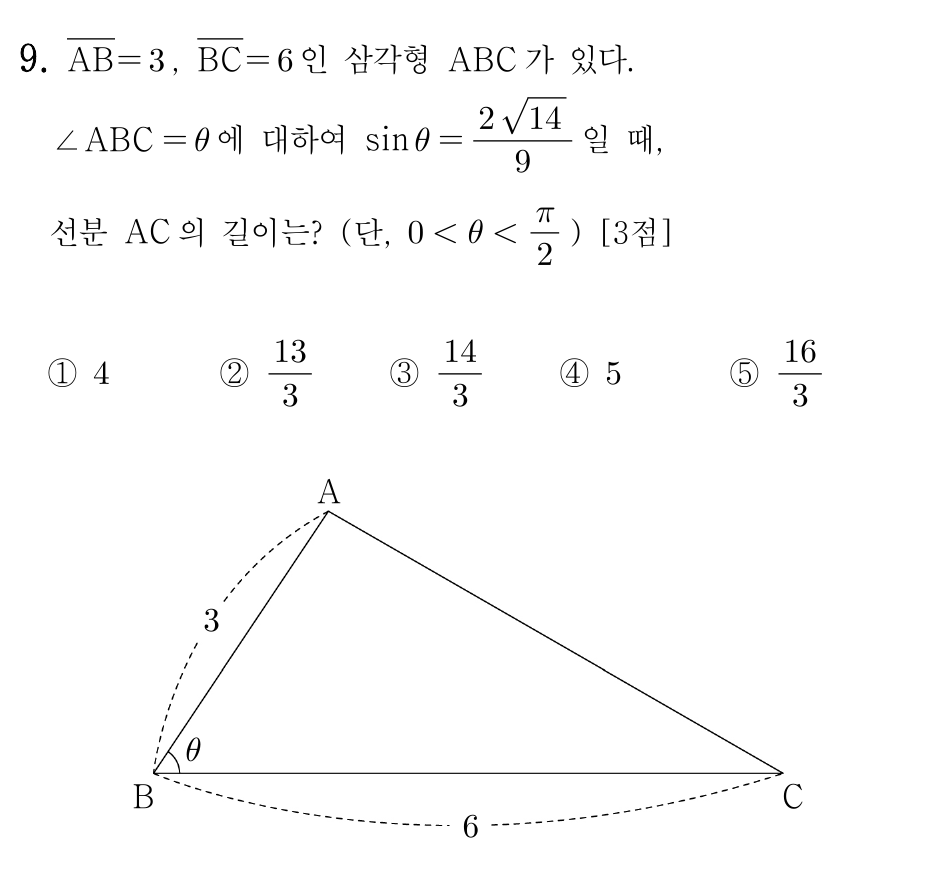 9. AB=3, BC=6인 삼각형 ABC가 있다.
∠ABC=θ에 대하여 sinθ=2√14/9 일 때,
선분 AC의 길이는? (단, 0<θ<π/2) [3점]
① 4 ② 13/3 ③ 14/3 ④ 5 ⑤ 16/3
A
3
θ
B
C
6